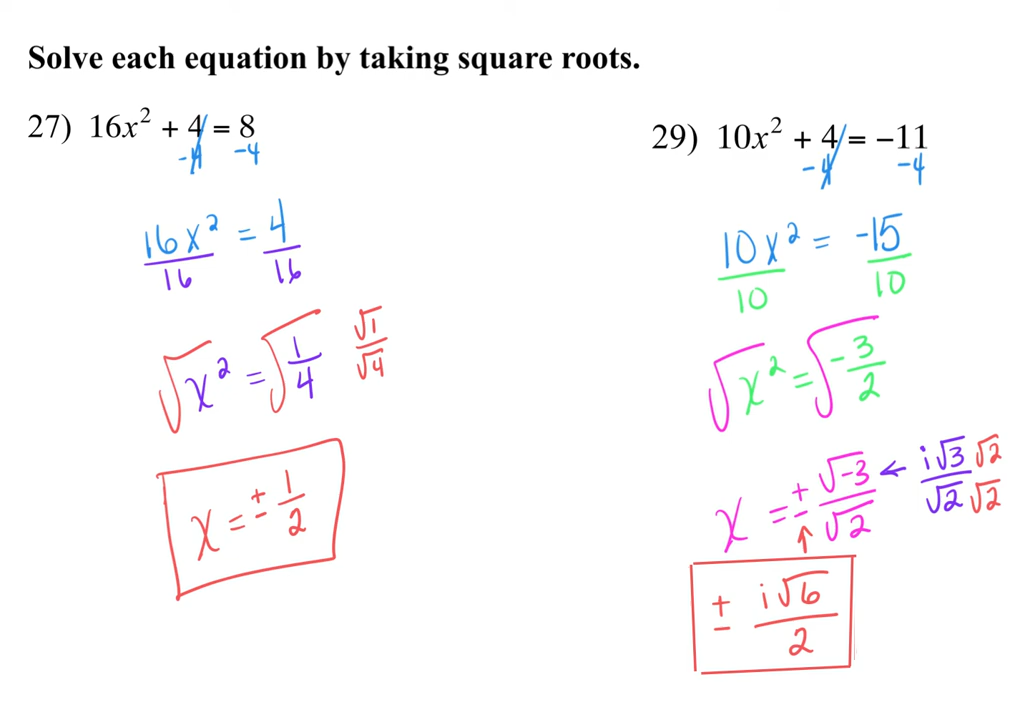 Solve each equation by taking square roots.
27) 16x² + 4 = 8
-4 -4
16x² = 4
16 16
√x² = √(1/4) √1/√4
x = ± 1/2
29) 10x² + 4 = −11
-4 -4
10x² = -15
10 10
√x² = √(-3/2)
x = ± √-3/√2 ← i√3/√2 √2/√2
↑
± i√6/2